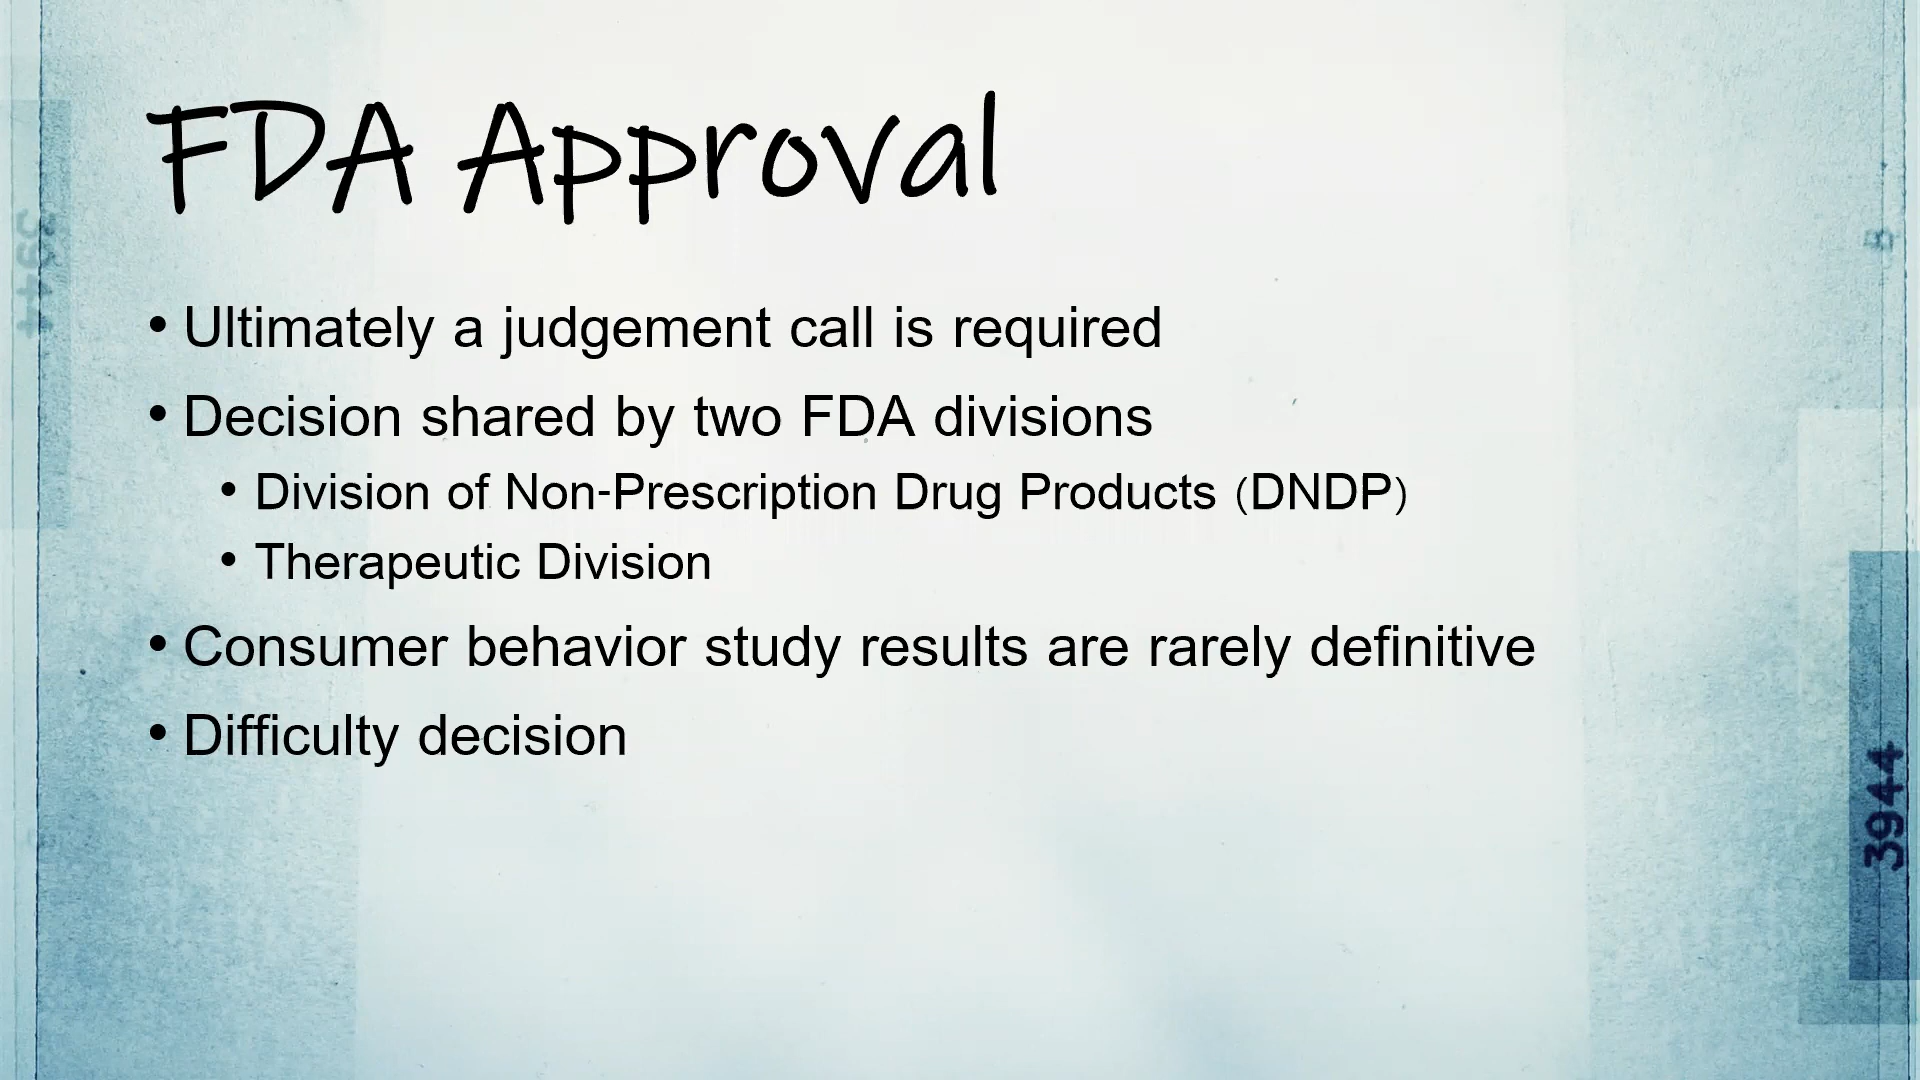 FDA Approval
• Ultimately a judgement call is required
• Decision shared by two FDA divisions
• Division of Non-Prescription Drug Products (DNDP)
• Therapeutic Division
• Consumer behavior study results are rarely definitive
• Difficulty decision
3944